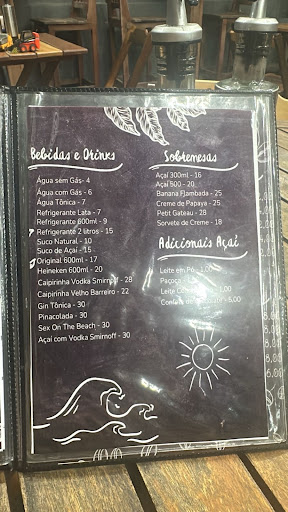 Bebidas e Drinks
Água sem Gás- 4
Água com Gás - 6
Água Tônica - 7
Refrigerante Lata - 7
Refrigerante 600ml - 9
Refrigerante 2 litros - 15
Suco Natural - 10
Suco de Açaí - 15
Original 600ml - 17
Heineken 600ml - 20
Caipirinha Vodka Smirnoff - 28
Caipirinha Velho Barreiro - 22
Gin Tônica - 30
Pinacolada - 30
Sex On The Beach - 30
Açaí com Vodka Smirnoff - 30
Sobremesas
Açaí 300ml - 16
Açaí 500 - 20
Banana Flambada - 25
Creme de Papaya - 25
Petit Gateau - 28
Sorvete de Creme - 18
Adicionais Açaí
Leite em Pó - 1,00
Paçoca
Leite
5,00